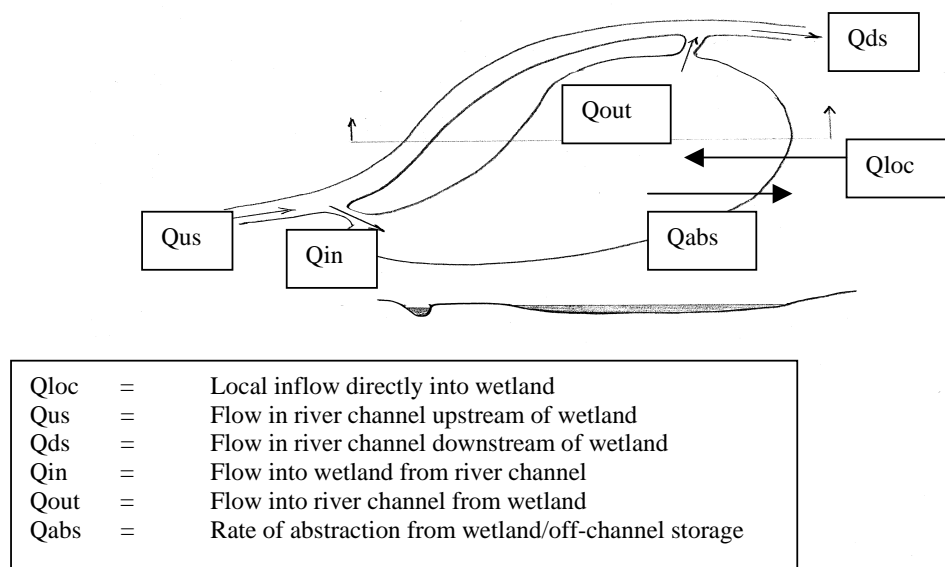 Qds
Qout
Qloc
Qus
Qabs
Qin
Qloc = Local inflow directly into wetland
Qus = Flow in river channel upstream of wetland
Qds = Flow in river channel downstream of wetland
Qin = Flow into wetland from river channel
Qout = Flow into river channel from wetland
Qabs = Rate of abstraction from wetland/off-channel storage